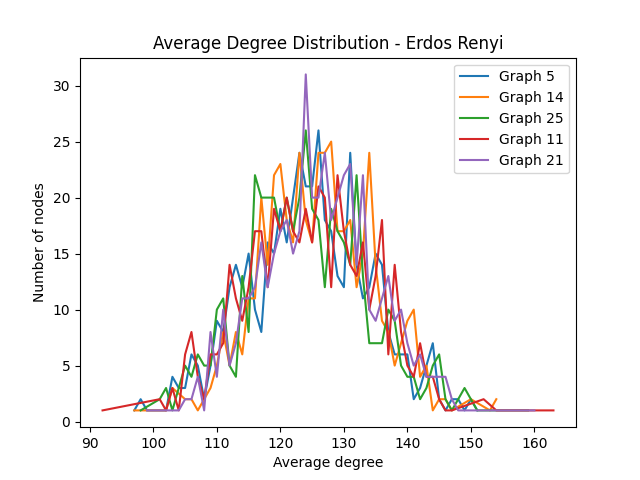 Average Degree Distribution - Erdos Renyi
Graph 5
Graph 14
Graph 25
Graph 11
Graph 21
30
25
20
15
10
5
0
Number of nodes
90 100 110 120 130 140 150 160
Average degree